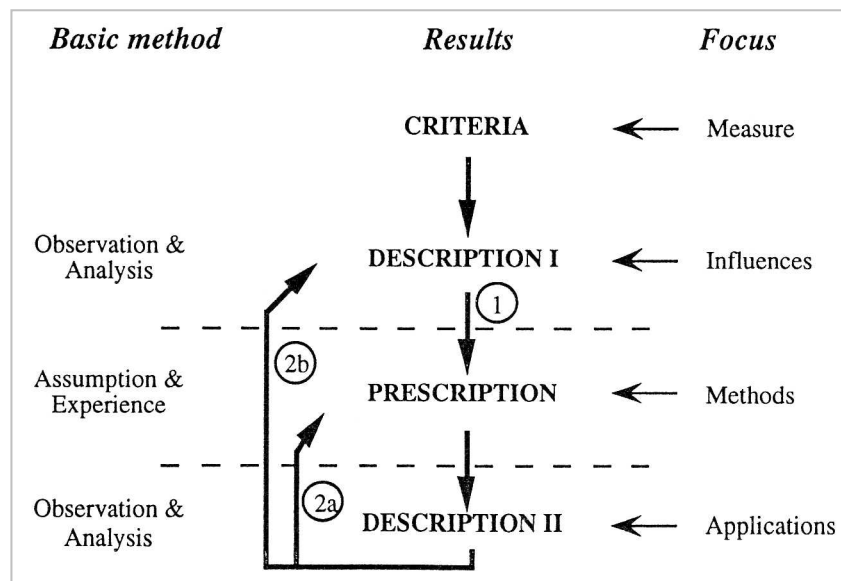 Basic method Results Focus
CRITERIA Measure
Observation &
Analysis
DESCRIPTION I Influences
1
2b
Assumption &
Experience
PRESCRIPTION Methods
2a
Observation &
Analysis
DESCRIPTION II Applications